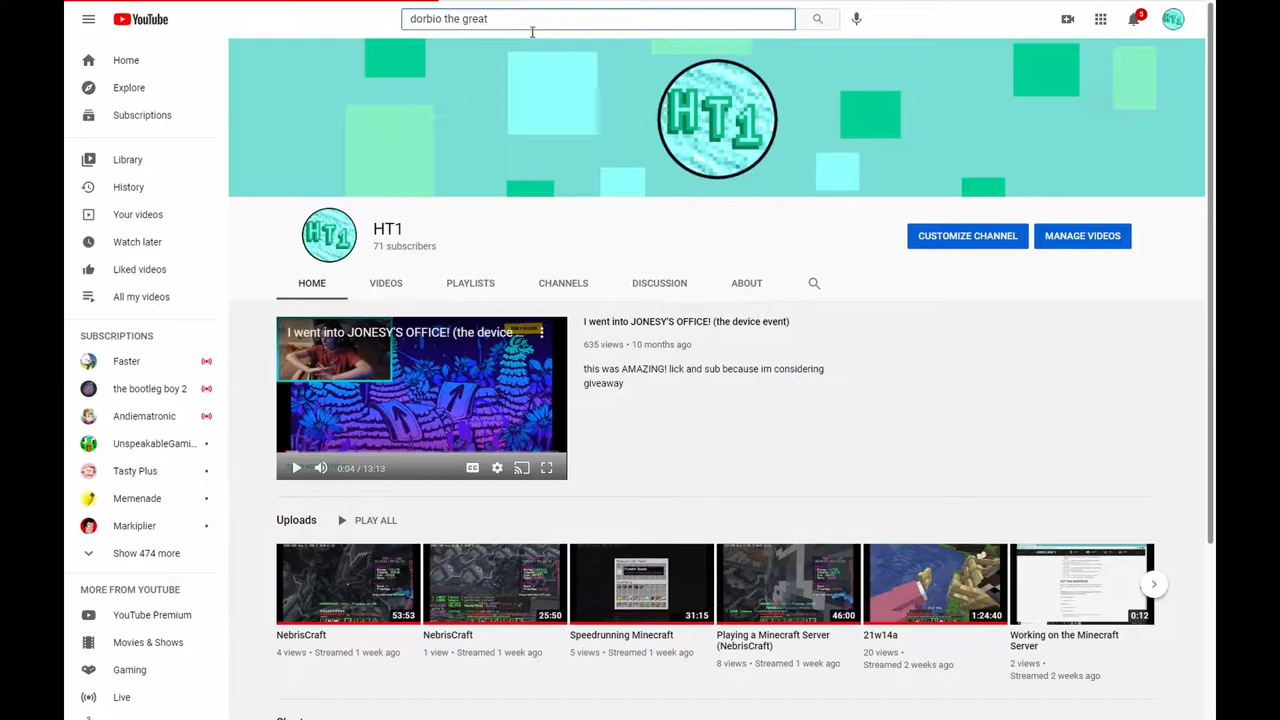 YouTube
dorbio the great
5
Home
Explore
Subscriptions
Library
History
Your videos
Watch later
Liked videos
All my videos
SUBSCRIPTIONS
Faster
the bootleg boy 2
Andiematronic
UnspeakableGami...
Tasty Plus
Memenade
Markiplier
Show 474 more
MORE FROM YOUTUBE
YouTube Premium
Movies & Shows
Gaming
Live
HT1
HT1
HT1
71 subscribers
CUSTOMIZE CHANNEL
MANAGE VIDEOS
HOME
VIDEOS
PLAYLISTS
CHANNELS
DISCUSSION
ABOUT
I went into JONESY'S OFFICE! (the device ...
0:04 / 13:13
I went into JONESY'S OFFICE! (the device event)
635 views • 10 months ago
this was AMAZING! lick and sub because im considering
giveaway
Uploads
PLAY ALL
53:53
NebrisCraft
4 views • Streamed 1 week ago
25:50
NebrisCraft
1 view • Streamed 1 week ago
31:15
Speedrunning Minecraft
5 views • Streamed 1 week ago
46:00
Playing a Minecraft Server
(NebrisCraft)
8 views • Streamed 1 week ago
1:24:40
21w14a
20 views •
Streamed 2 weeks ago
0:12
Working on the Minecraft
Server
2 views •
Streamed 2 weeks ago